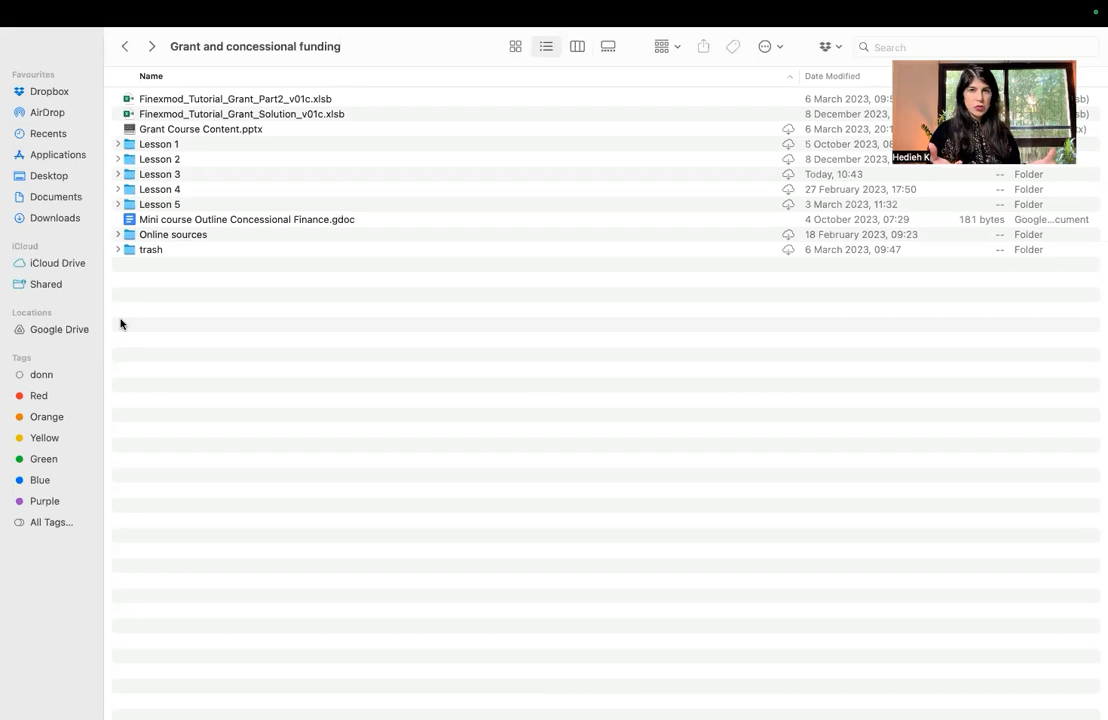 Grant and concessional funding
Search
Favourites
Dropbox
AirDrop
Recents
Applications
Desktop
Documents
Downloads
iCloud
iCloud Drive
Shared
Locations
Google Drive
Tags
donn
Red
Orange
Yellow
Green
Blue
Purple
All Tags...
Name Date Modified
Finexmod_Tutorial_Grant_Part2_v01c.xlsb 6 March 2023, 09:5 sb)
Finexmod_Tutorial_Grant_Solution_v01c.xlsb 8 December 2023, sb)
Grant Course Content.pptx 6 March 2023, 20:1 tx)
Lesson 1 5 October 2023, 08
Lesson 2 8 December 2023,
Lesson 3 Today, 10:43 -- Folder
Lesson 4 27 February 2023, 17:50 -- Folder
Lesson 5 3 March 2023, 11:32 -- Folder
Mini course Outline Concessional Finance.gdoc 4 October 2023, 07:29 181 bytes Google...cument
Online sources 18 February 2023, 09:23 -- Folder
trash 6 March 2023, 09:47 -- Folder
Hedieh K